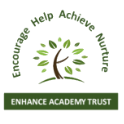 Encourage Help Achieve Nurture
ENHANCE ACADEMY TRUST